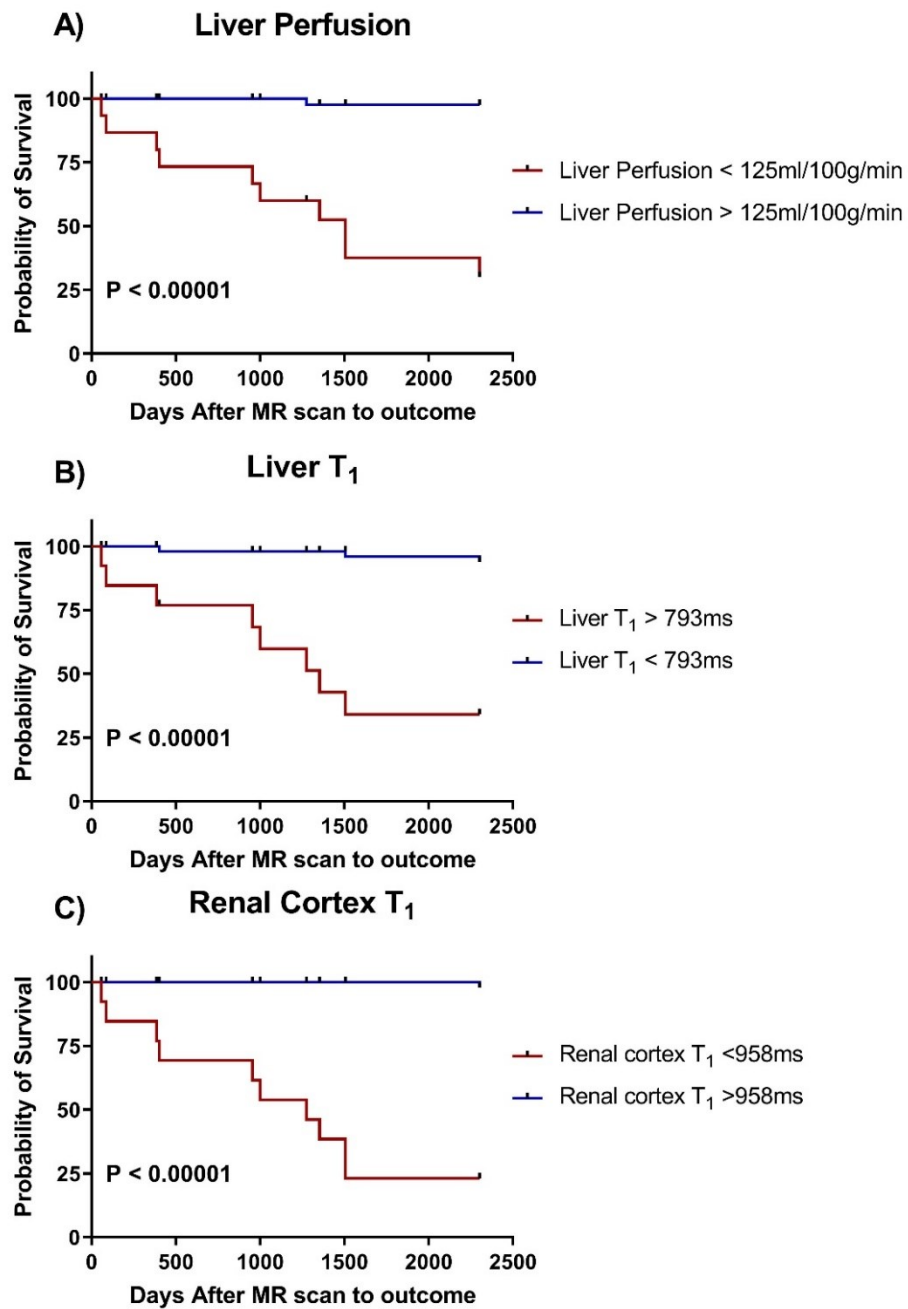 A) Liver Perfusion
Probability of Survival
100
75
50
25
0
P < 0.00001
0 500 1000 1500 2000 2500
Days After MR scan to outcome
Liver Perfusion < 125ml/100g/min
Liver Perfusion > 125ml/100g/min
B) Liver T₁
Probability of Survival
100
75
50
25
0
P < 0.00001
0 500 1000 1500 2000 2500
Days After MR scan to outcome
Liver T₁ > 793ms
Liver T₁ < 793ms
C) Renal Cortex T₁
Probability of Survival
100
75
50
25
0
P < 0.00001
0 500 1000 1500 2000 2500
Days After MR scan to outcome
Renal cortex T₁ <958ms
Renal cortex T₁ >958ms